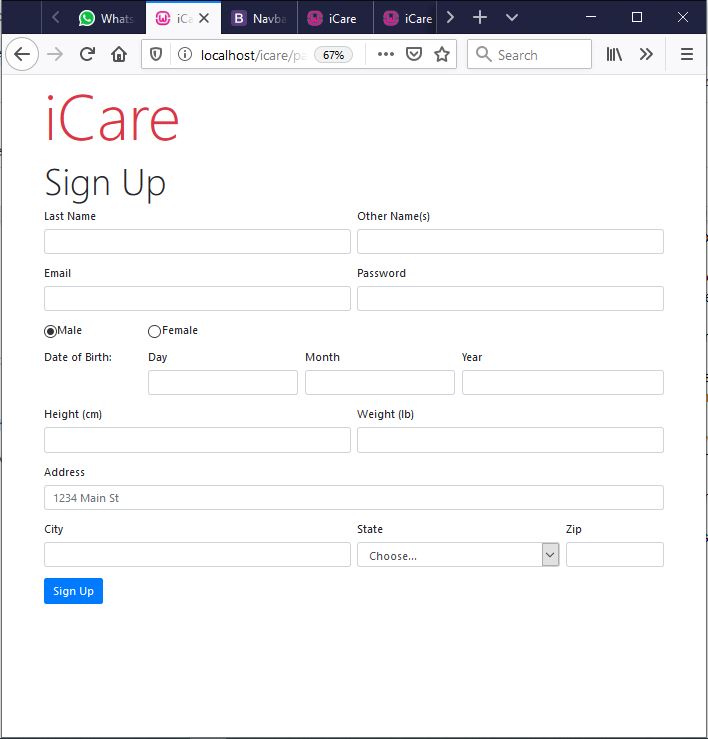 Whats iCa Navba iCare iCare
localhost/icare/pa 67% Search
iCare
Sign Up
Last Name Other Name(s)
Email Password
Male Female
Date of Birth: Day Month Year
Height (cm) Weight (lb)
Address
1234 Main St
City State Zip
Choose...
Sign Up